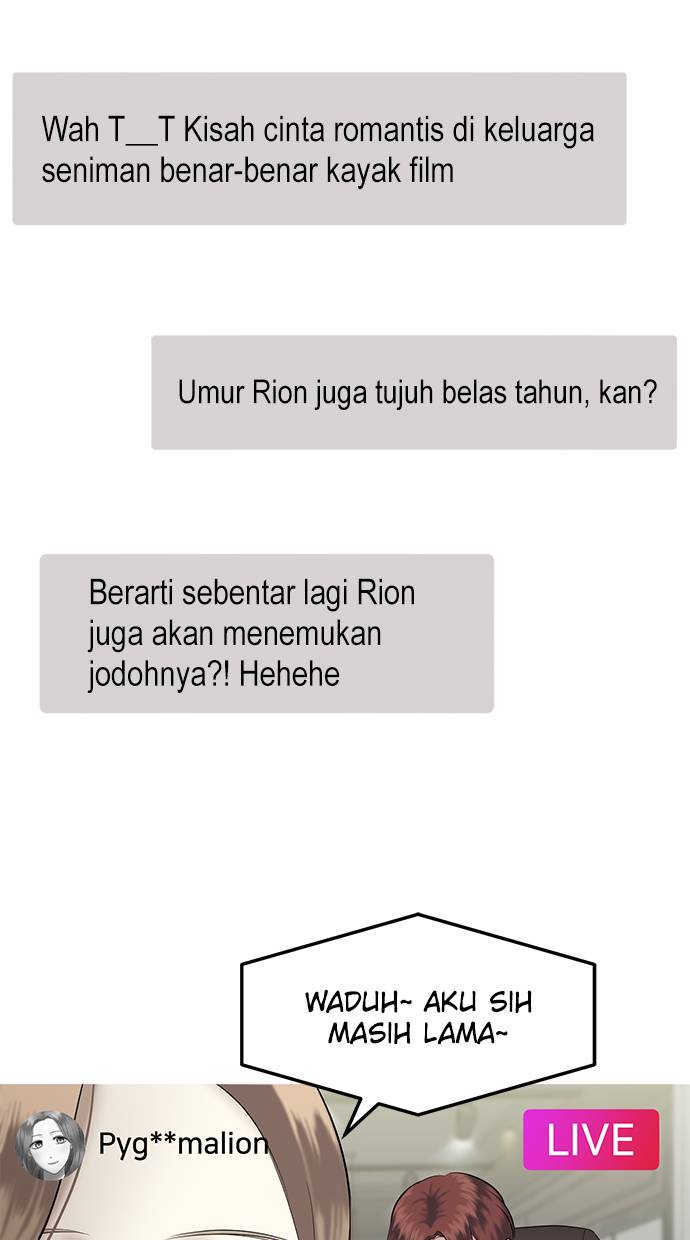 Wah T__T Kisah cinta romantis di keluarga
seniman benar-benar kayak film
Umur Rion juga tujuh belas tahun, kan?
Berarti sebentar lagi Rion
juga akan menemukan
jodohnya?! Hehehe
WADUH~ AKU SIH
MASIH LAMA~
Pyg**malion
LIVE